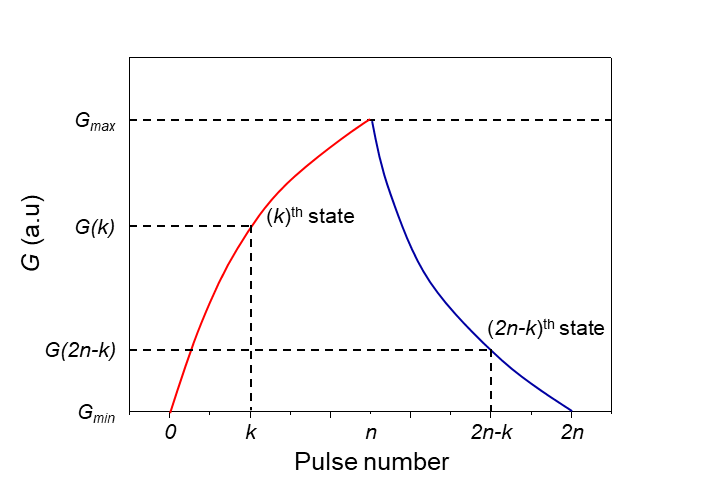 G_max
G(k)
(k)^th state
G (a.u)
G(2n-k)
(2n-k)^th state
G_min
0 k n 2n-k 2n
Pulse number